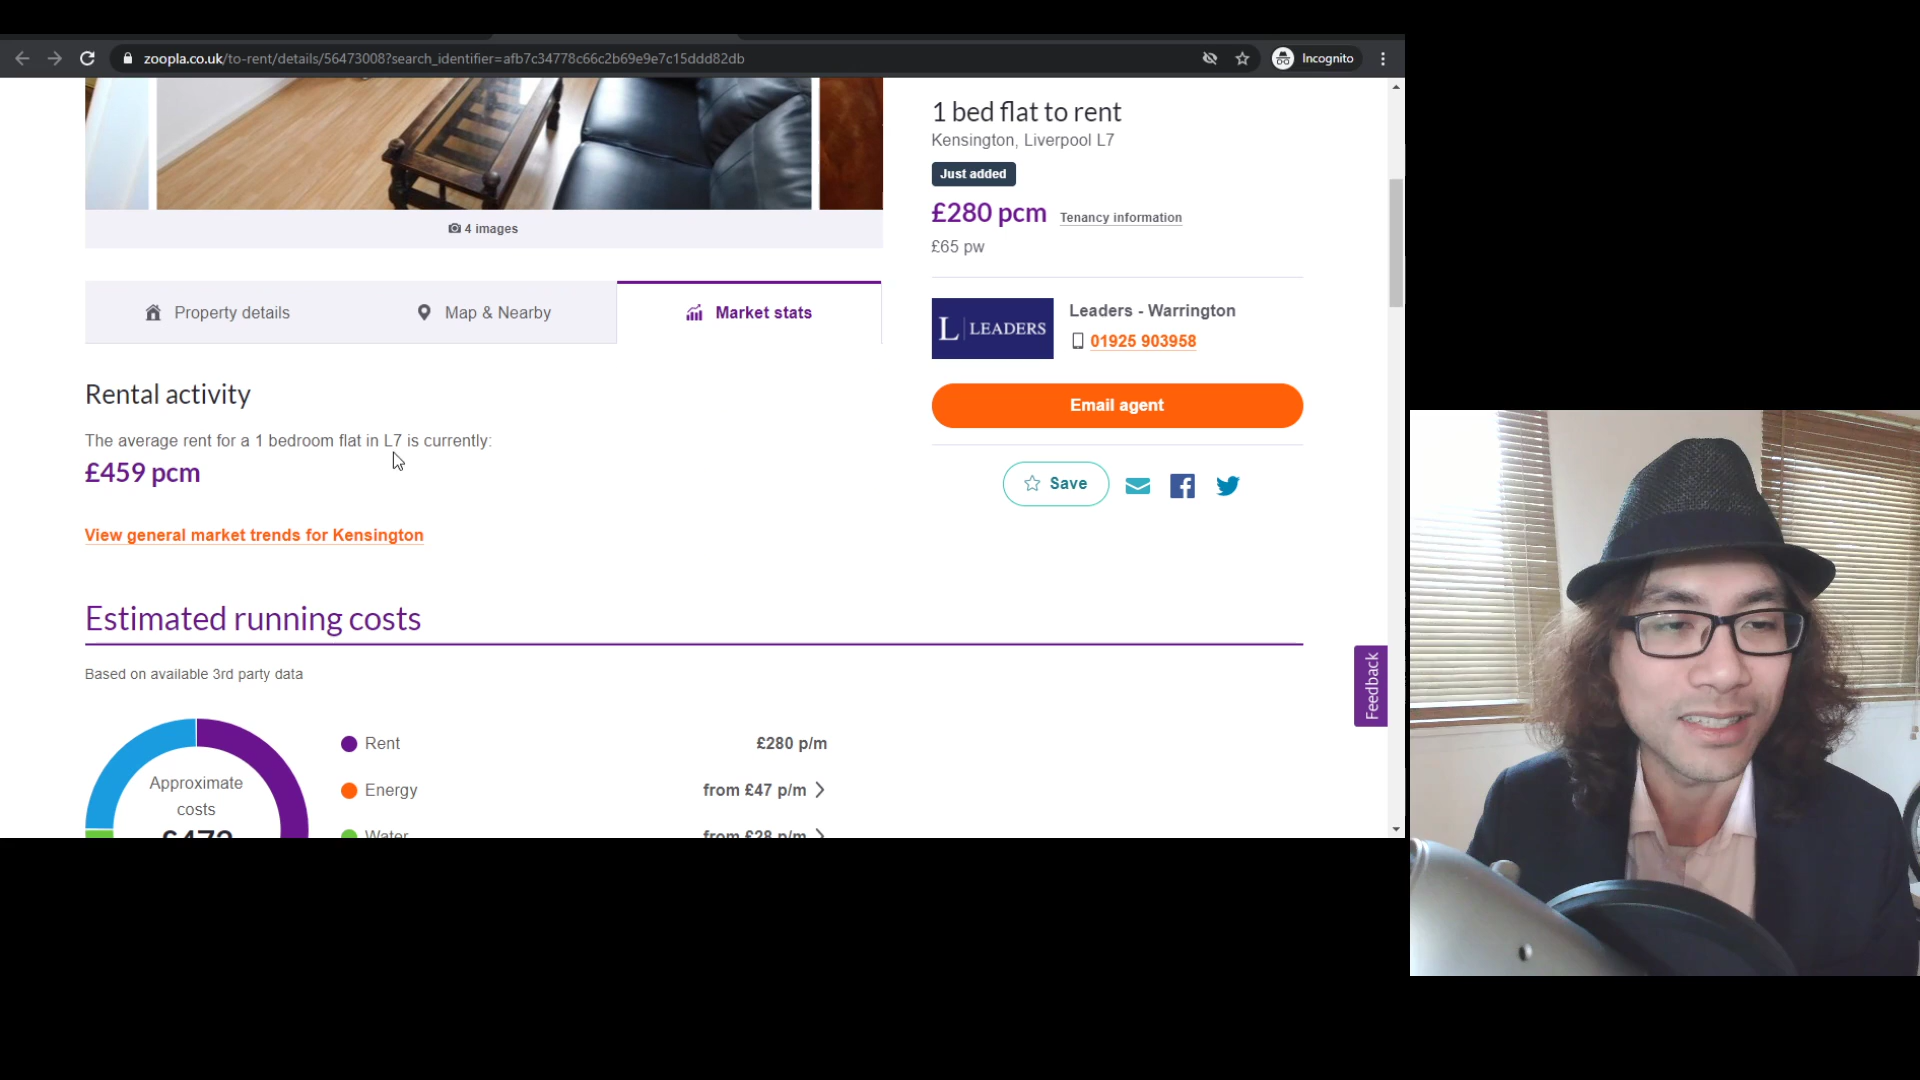 zoopla.co.uk/to-rent/details/56473008?search_identifier=afb7c34778c66c2b69e9e7c15ddd82db
Incognito
4 images
Property details
Map & Nearby
Market stats
Rental activity
The average rent for a 1 bedroom flat in L7 is currently:
£459 pcm
View general market trends for Kensington
1 bed flat to rent
Kensington, Liverpool L7
Just added
£280 pcm Tenancy information
£65 pw
L LEADERS
Leaders - Warrington
01925 903958
Email agent
Save
Feedback
Estimated running costs
Based on available 3rd party data
Approximate
costs
£473
Rent £280 p/m
Energy from £47 p/m
Water from £28 p/m